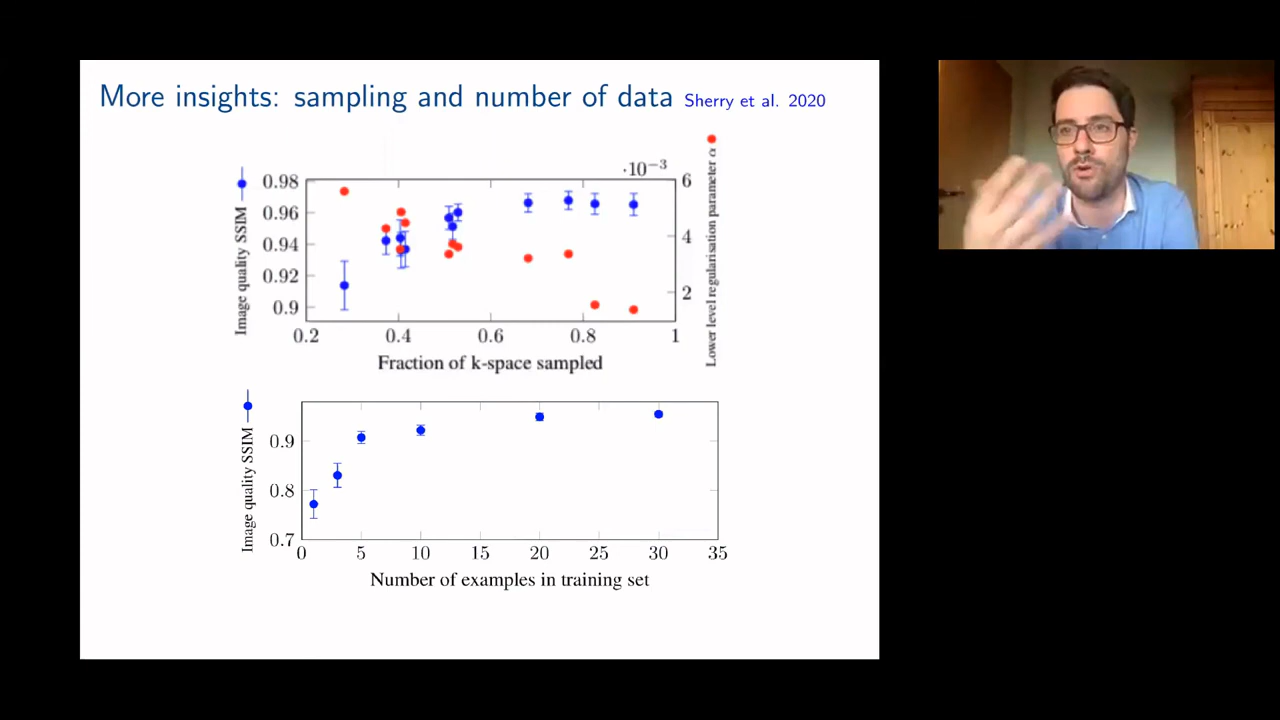 More insights: sampling and number of data Sherry et al. 2020
·10⁻³
0.98
0.96
0.94
0.92
0.9
Image quality SSIM
6
4
2
Lower level regularisation parameter α
0.2 0.4 0.6 0.8 1
Fraction of k-space sampled
0.9
0.8
0.7
Image quality SSIM
0 5 10 15 20 25 30 35
Number of examples in training set